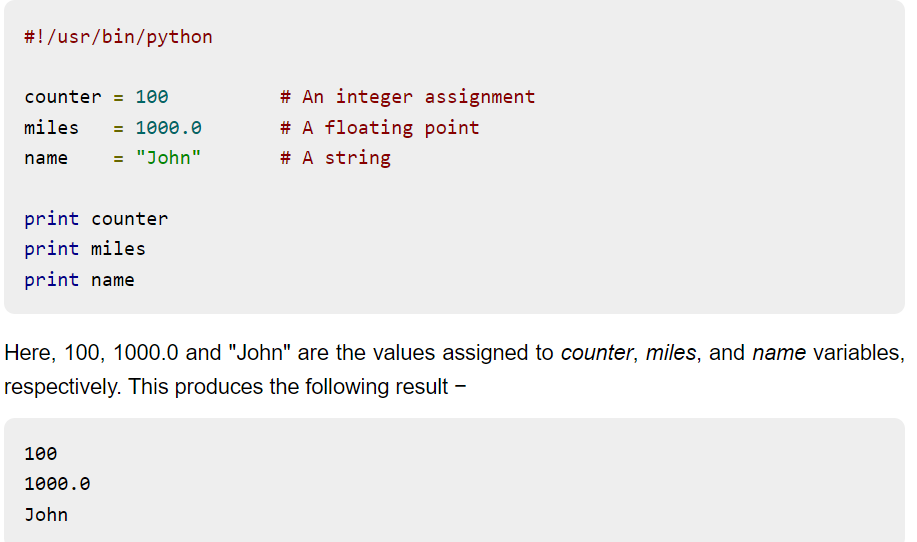 #!/usr/bin/python
counter = 100          # An integer assignment
miles   = 1000.0       # A floating point
name    = "John"       # A string
print counter
print miles
print name
Here, 100, 1000.0 and "John" are the values assigned to counter, miles, and name variables,
respectively. This produces the following result −
100
1000.0
John